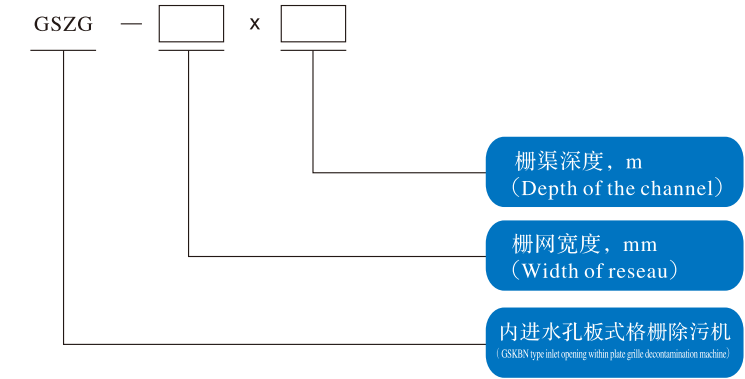 GSZG — x
栅渠深度，m
（Depth of the channel）
栅网宽度，mm
（Width of reseau）
内进水孔板式格栅除污机
（GSKBN type inlet opening within plate grille decontamination machine）